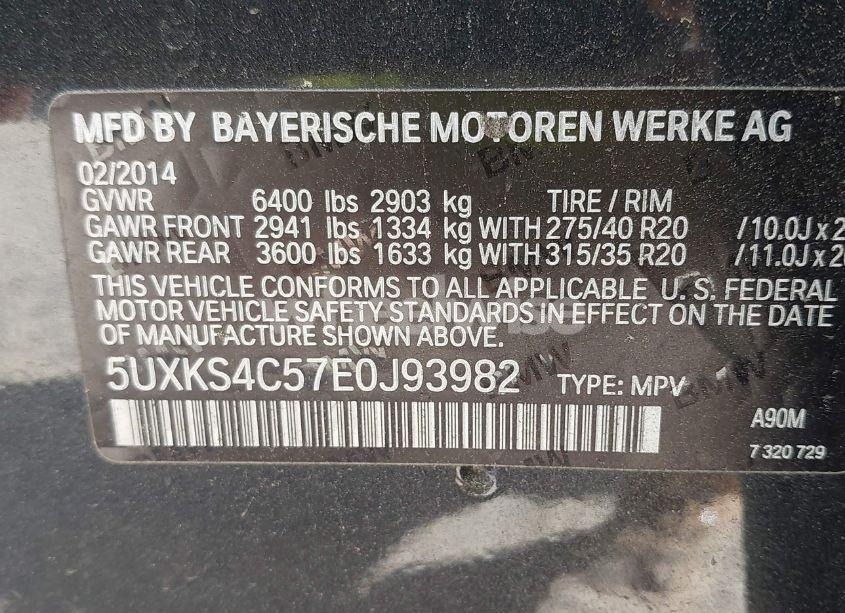 MFD BY BAYERISCHE MOTOREN WERKE AG
02/2014
GVWR 6400 lbs 2903 kg TIRE / RIM
GAWR FRONT 2941 lbs 1334 kg WITH 275/40 R20 /10.0J x 2
GAWR REAR 3600 lbs 1633 kg WITH 315/35 R20 /11.0J x 20
THIS VEHICLE CONFORMS TO ALL APPLICABLE U. S. FEDERAL
MOTOR VEHICLE SAFETY STANDARDS IN EFFECT ON THE DATE
OF MANUFACTURE SHOWN ABOVE.
5UXKS4C57E0J93982 TYPE: MPV 1
A90M
7 320 729